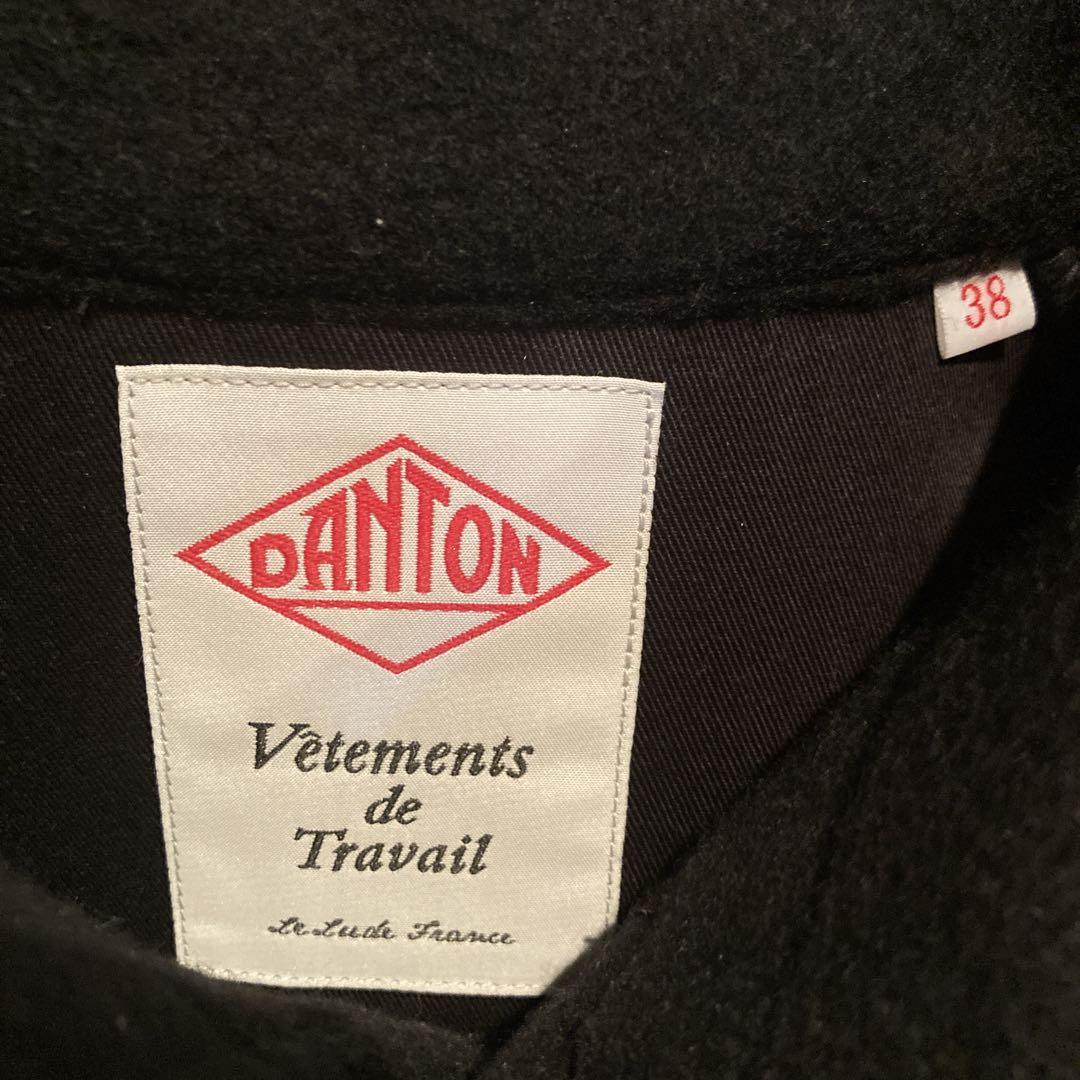 38
DANTON
Vêtements
de
Travail
Le Lude France